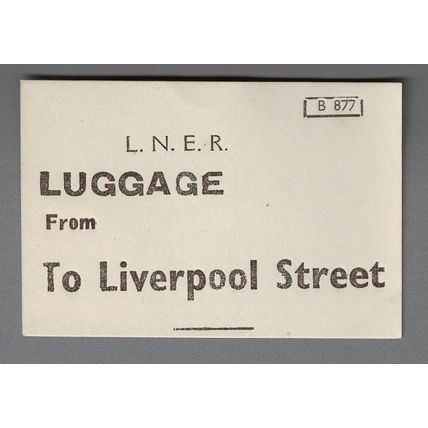 B 877
L. N. E. R.
LUGGAGE
From
To Liverpool Street